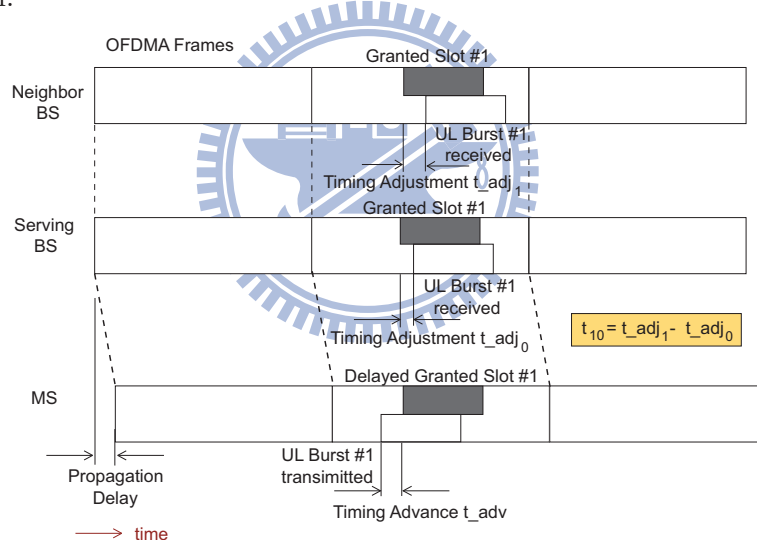 1.
OFDMA Frames
Granted Slot #1
Neighbor
BS
UL Burst #1
received
Timing Adjustment t_adj1
Granted Slot #1
Serving
BS
UL Burst #1
received
Timing Adjustment t_adj0
t10 = t_adj1 - t_adj0
Delayed Granted Slot #1
MS
UL Burst #1
transimitted
Propagation
Delay
Timing Advance t_adv
time